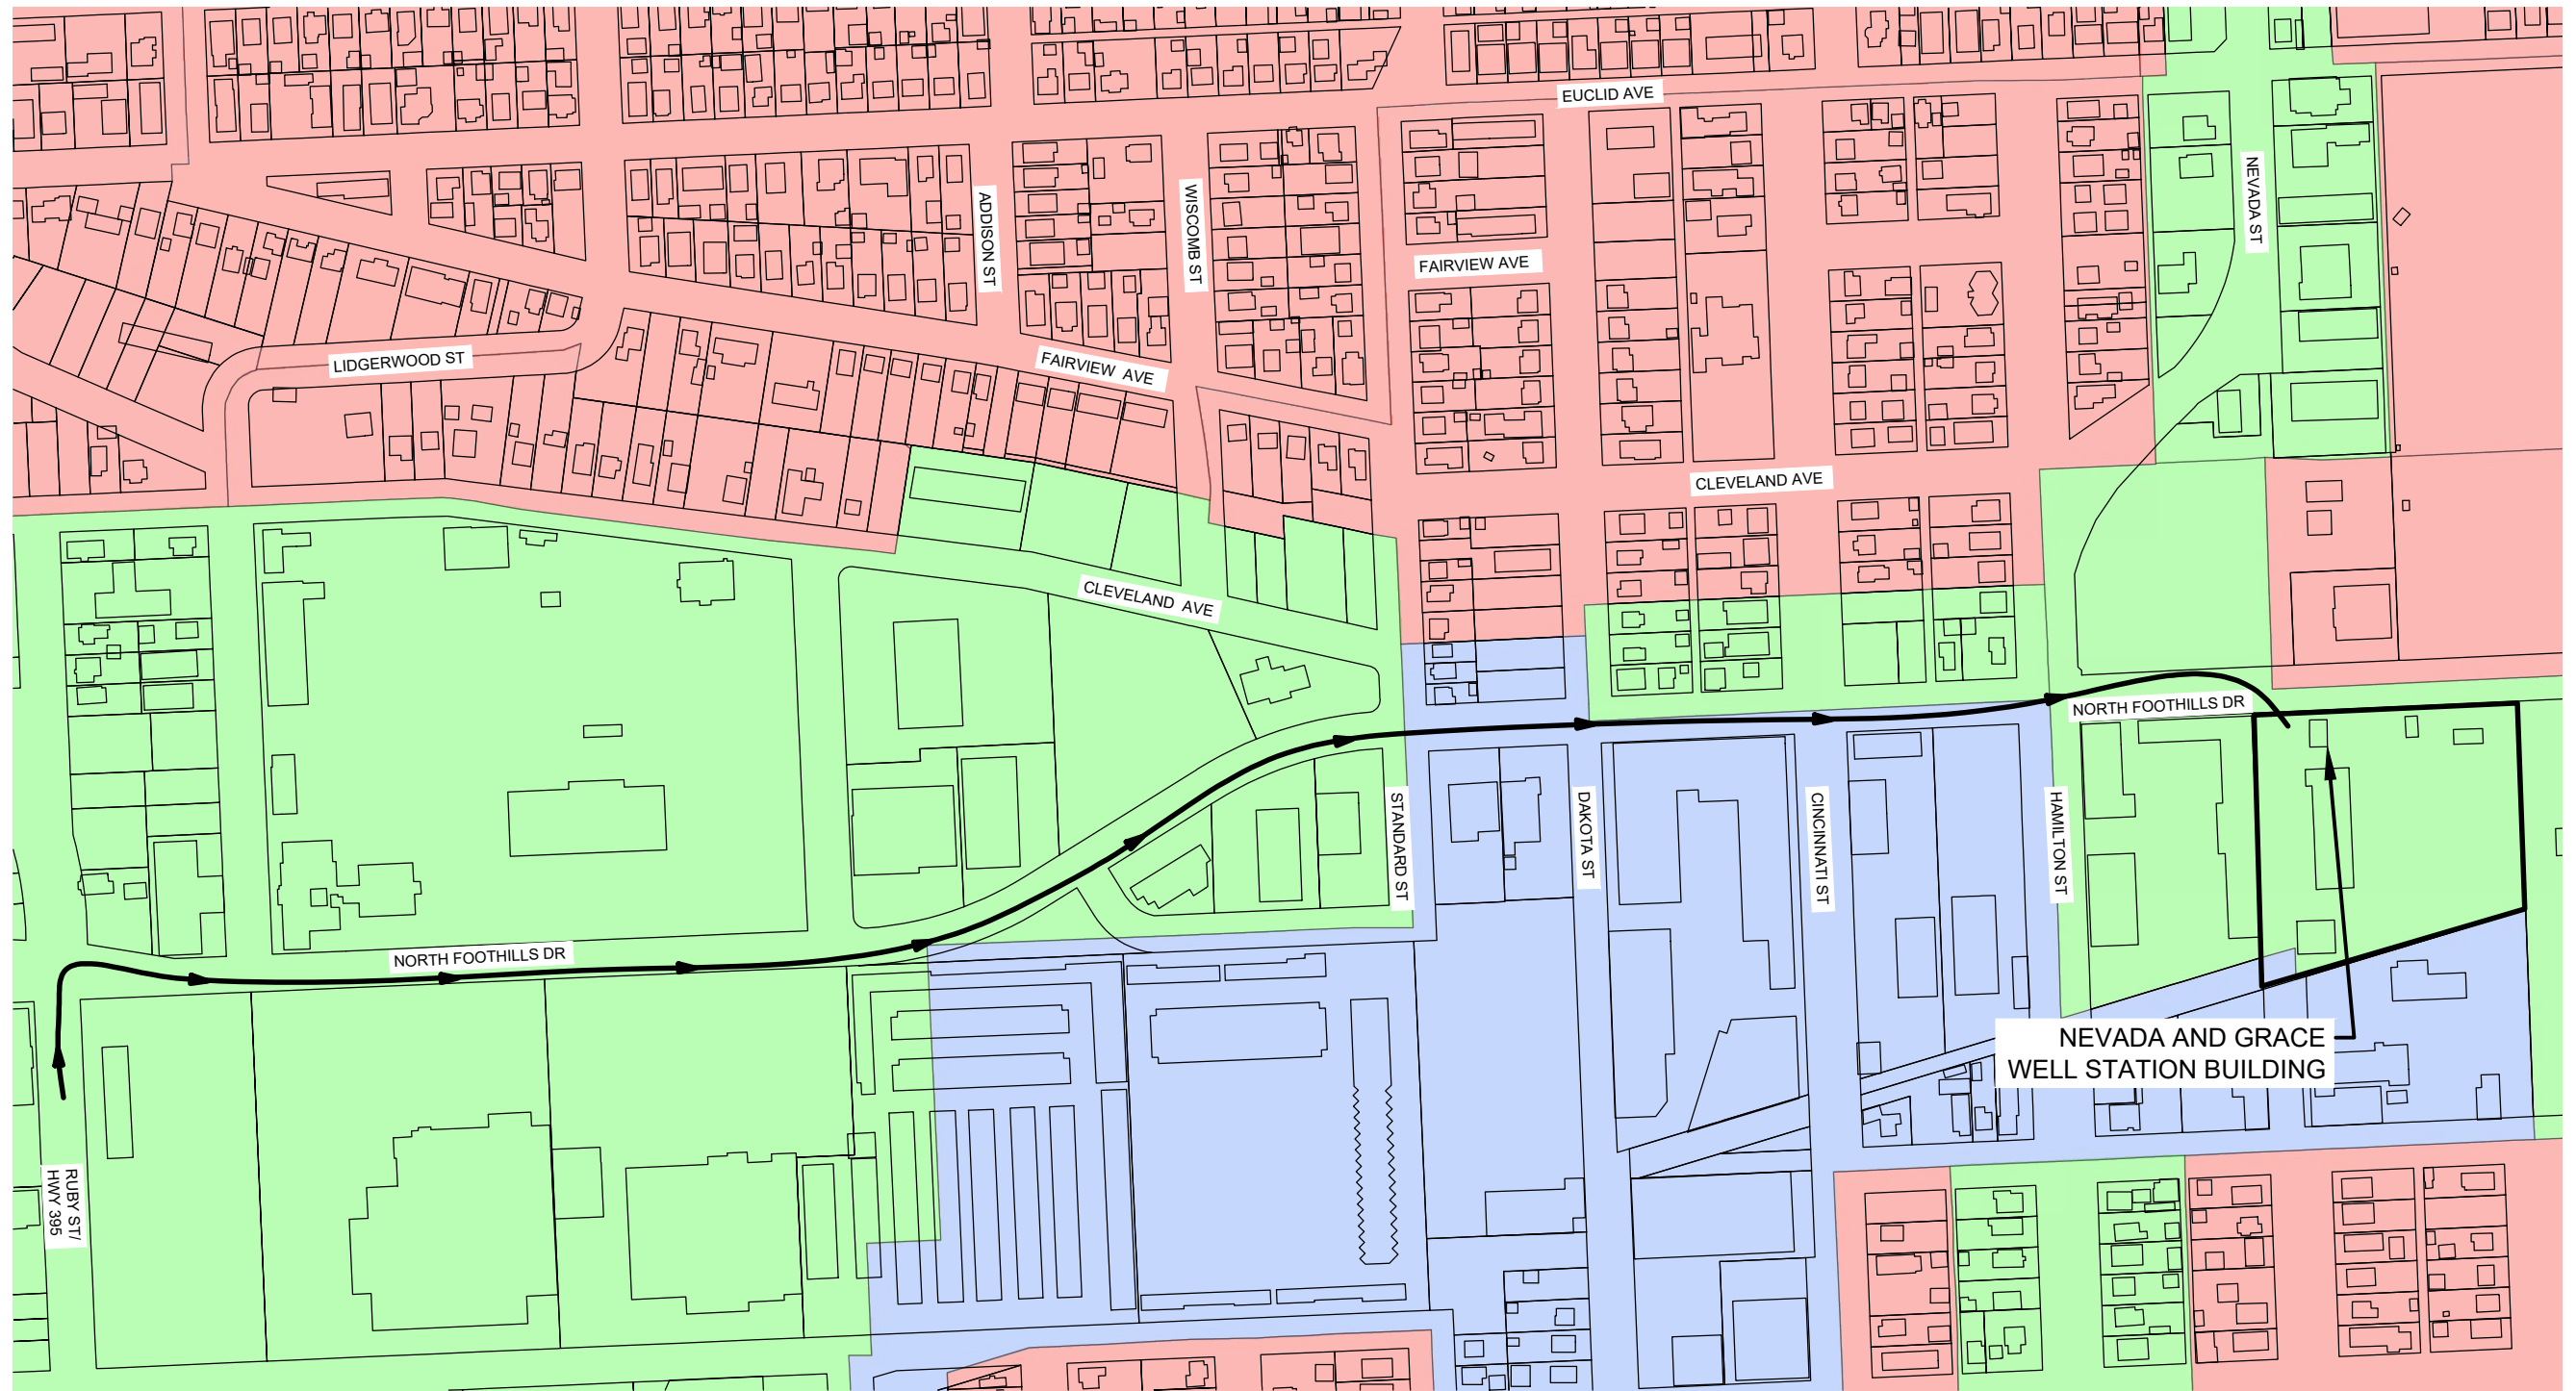 EUCLID AVE
NEVADA ST
ADDISON ST
WISCOMB ST
FAIRVIEW AVE
LIDGERWOOD ST
FAIRVIEW AVE
CLEVELAND AVE
CLEVELAND AVE
NORTH FOOTHILLS DR
STANDARD ST
DAKOTA ST
CINCINNATI ST
HAMILTON ST
NORTH FOOTHILLS DR
NEVADA AND GRACE
WELL STATION BUILDING
RUBY ST/
HWY 395